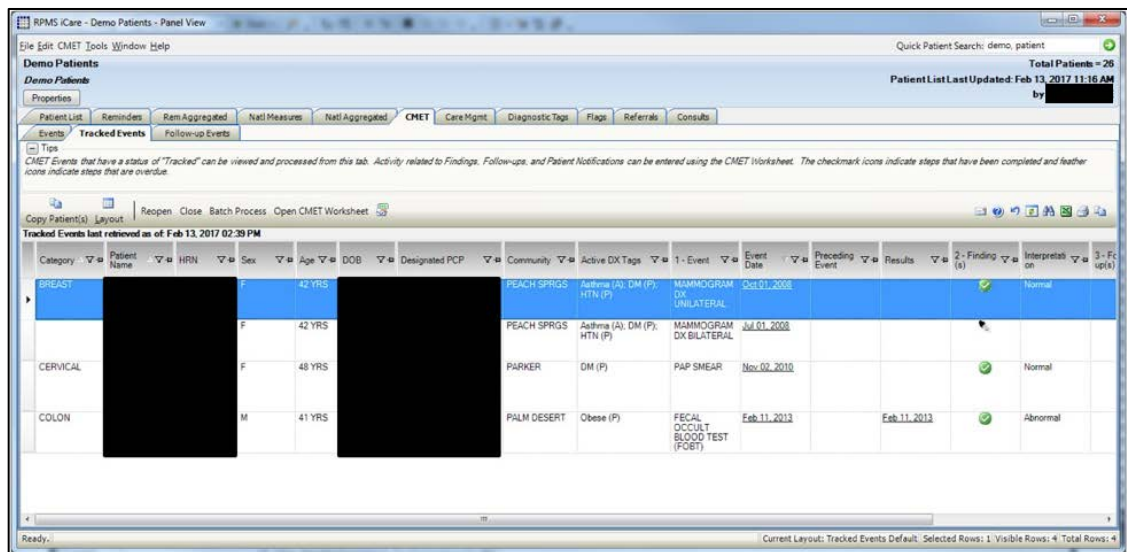 RPMS iCare - Demo Patients - Panel View
File Edit CMET Tools Window Help
Quick Patient Search: demo, patient
Demo Patients
Total Patients = 26
Demo Patients
Patient List Last Updated: Feb 13, 2017 11:16 AM
Properties
by
Patient List Reminders Rem Aggregated Natl Measures Natl Aggregated CMET Care Mgmt Diagnostic Tags Flags Referrals Consults
Events Tracked Events Follow-up Events
Tips
CMET Events that have a status of "Tracked" can be viewed and processed from this tab. Activity related to Findings, Follow-ups, and Patient Notifications can be entered using the CMET Worksheet. The checkmark icons indicate steps that have been completed and feather
icons indicate steps that are overdue.
Copy Patient(s) Layout Reopen Close Batch Process Open CMET Worksheet
Tracked Events last retrieved as of: Feb 13, 2017 02:39 PM
Category Patient Name HRN Sex Age DOB Designated PCP Community Active DX Tags 1 - Event Event Date Preceding Event Results 2 - Finding (s) Interpretati on 3 - Fo up(s)
BREAST F 42 YRS PEACH SPRGS Asthma (A); DM (P); MAMMOGRAM Oct 01, 2008 Normal
HTN (P) DX
UNILATERAL
F 42 YRS PEACH SPRGS Asthma (A); DM (P); MAMMOGRAM Jul 01, 2008
HTN (P) DX BILATERAL
CERVICAL F 48 YRS PARKER DM (P) PAP SMEAR Nov 02, 2010 Normal
COLON M 41 YRS PALM DESERT Obese (P) FECAL Feb 11, 2013 Feb 11, 2013 Abnormal
OCCULT
BLOOD TEST
(FOBT)
Ready.
Current Layout: Tracked Events Default Selected Rows: 1 Visible Rows: 4 Total Rows: 4